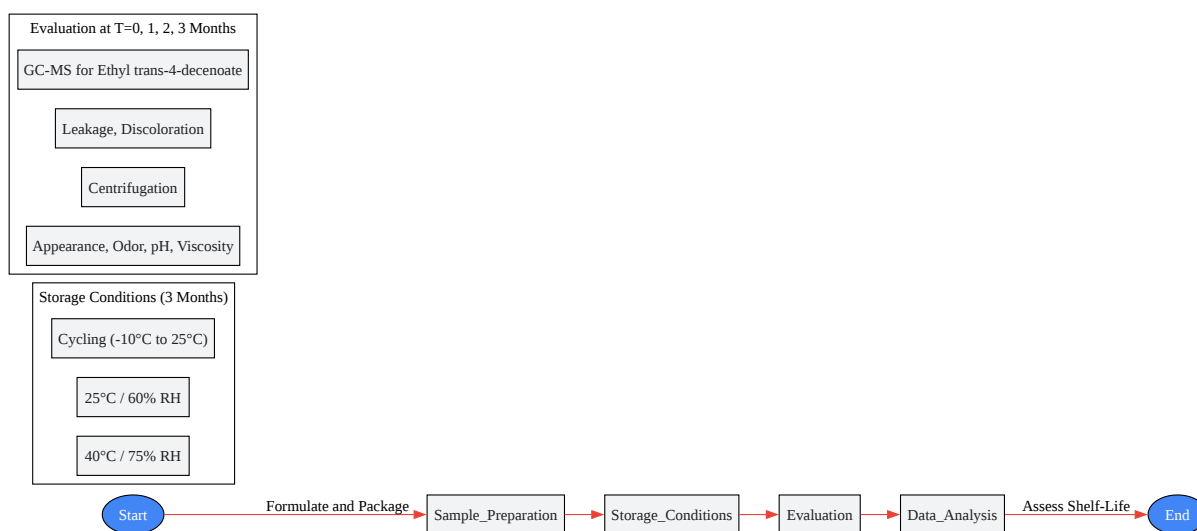 Evaluation at T=0, 1, 2, 3 Months
GC-MS for Ethyl trans-4-decenoate
Leakage, Discoloration
Centrifugation
Appearance, Odor, pH, Viscosity
Storage Conditions (3 Months)
Cycling (-10°C to 25°C)
25°C / 60% RH
40°C / 75% RH
Start
Formulate and Package
Sample_Preparation
Storage_Conditions
Evaluation
Data_Analysis
Assess Shelf-Life
End